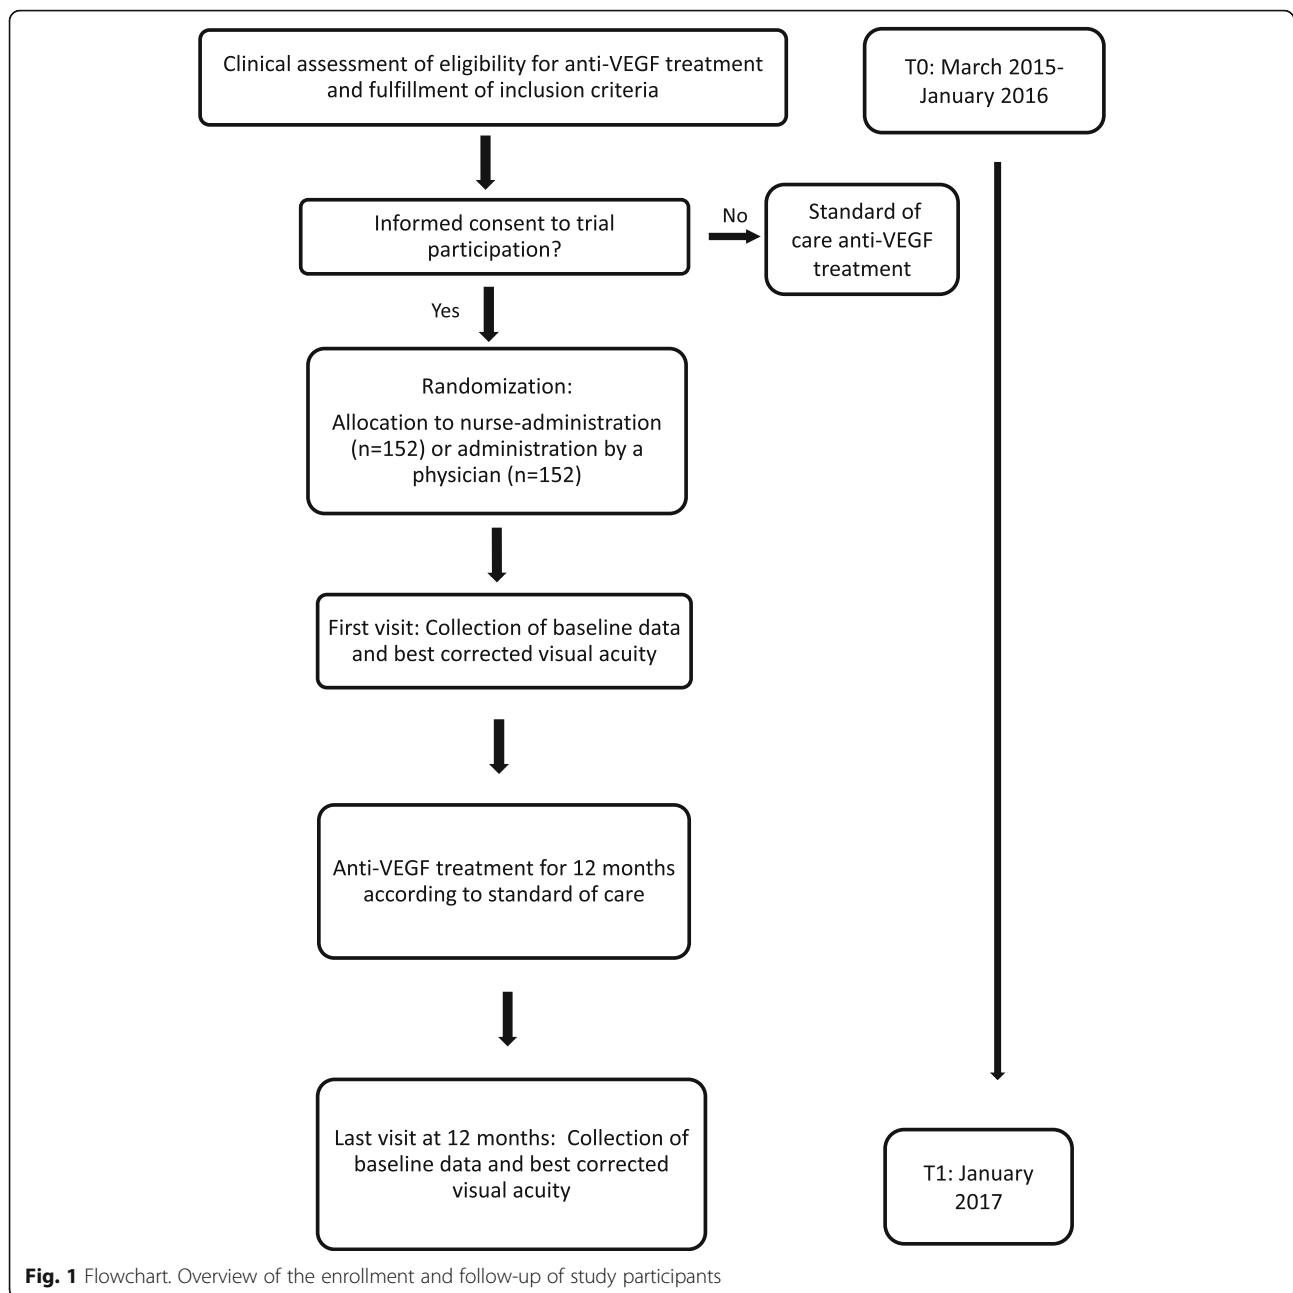 Clinical assessment of eligibility for anti-VEGF treatment
and fulfillment of inclusion criteria
T0: March 2015-
January 2016
Informed consent to trial
participation?
No
Standard of
care anti-VEGF
treatment
Yes
Randomization:
Allocation to nurse-administration
(n=152) or administration by a
physician (n=152)
First visit: Collection of baseline data
and best corrected visual acuity
Anti-VEGF treatment for 12 months
according to standard of care
Last visit at 12 months: Collection of
baseline data and best corrected
visual acuity
T1: January
2017
Fig. 1 Flowchart. Overview of the enrollment and follow-up of study participants